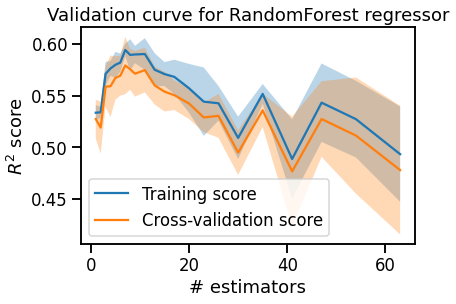 Validation curve for RandomForest regressor
0.60
0.55
0.50
0.45
R² score
Training score
Cross-validation score
0
20
40
60
# estimators